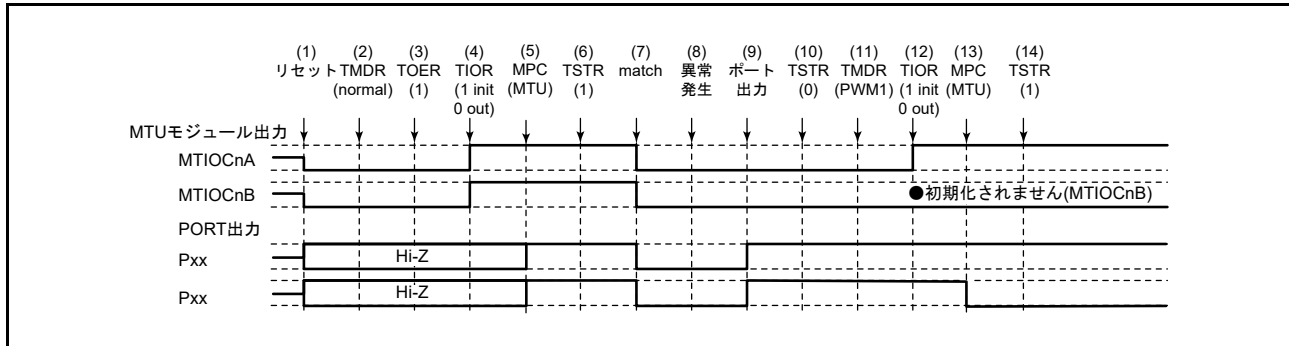 (1) (2) (3) (4) (5) (6) (7) (8) (9) (10) (11) (12) (13) (14)
リセット TMDR TOER TIOR MPC TSTR match 異常 ポート TSTR TMDR TIOR MPC TSTR
(normal) (1) (1 init (MTU) (1) 発生 出力 (0) (PWM1) (1 init (MTU) (1)
0 out) 0 out)
MTUモジュール出力
MTIOCnA
MTIOCnB ●初期化されません(MTIOCnB)
PORT出力
Pxx Hi-Z
Pxx Hi-Z